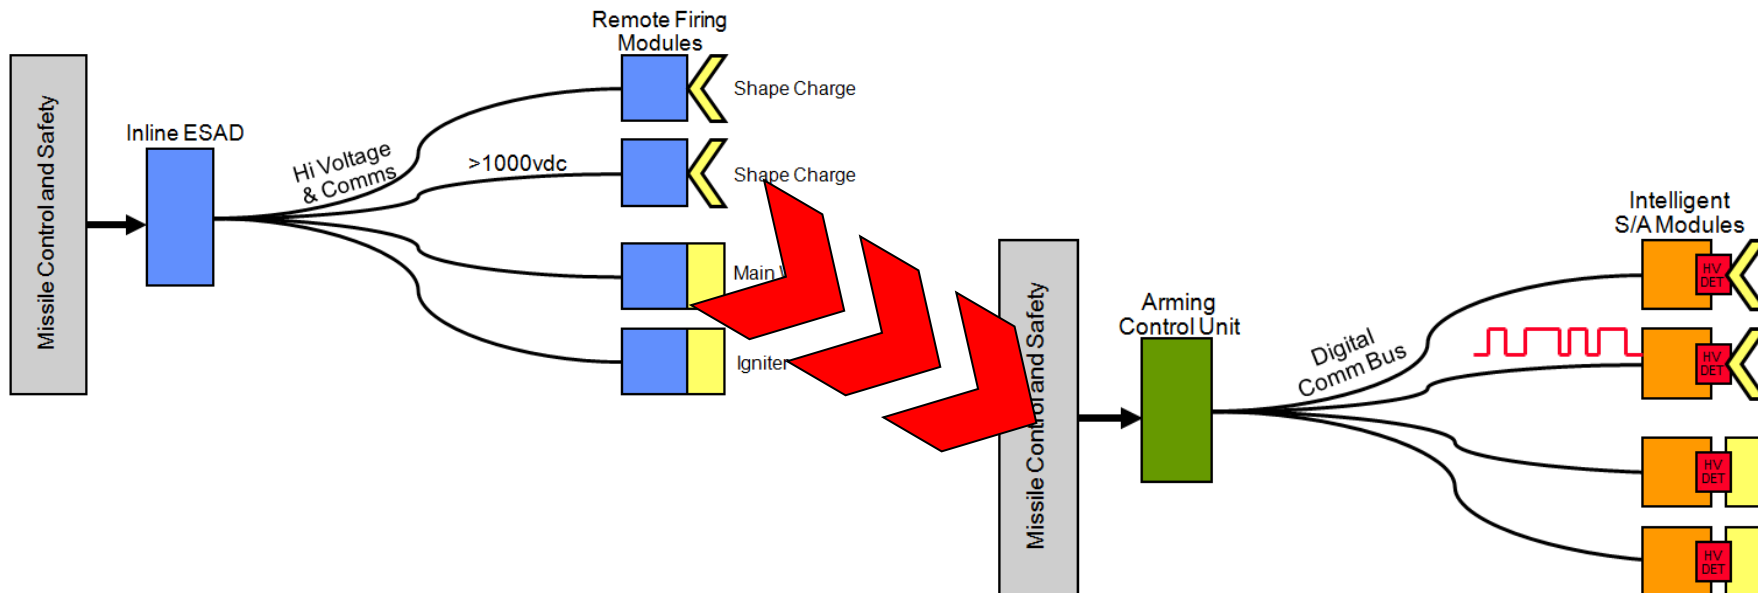 Remote Firing
Modules
Missile Control and Safety
Inline ESAD
Hi Voltage
& Comms
>1000vdc
Shape Charge
Shape Charge
Main
Igniter
Missile Control and Safety
Arming
Control Unit
Digital
Comm Bus
Intelligent
S/A Modules
HV
DET
HV
DET
HV
DET
HV
DET